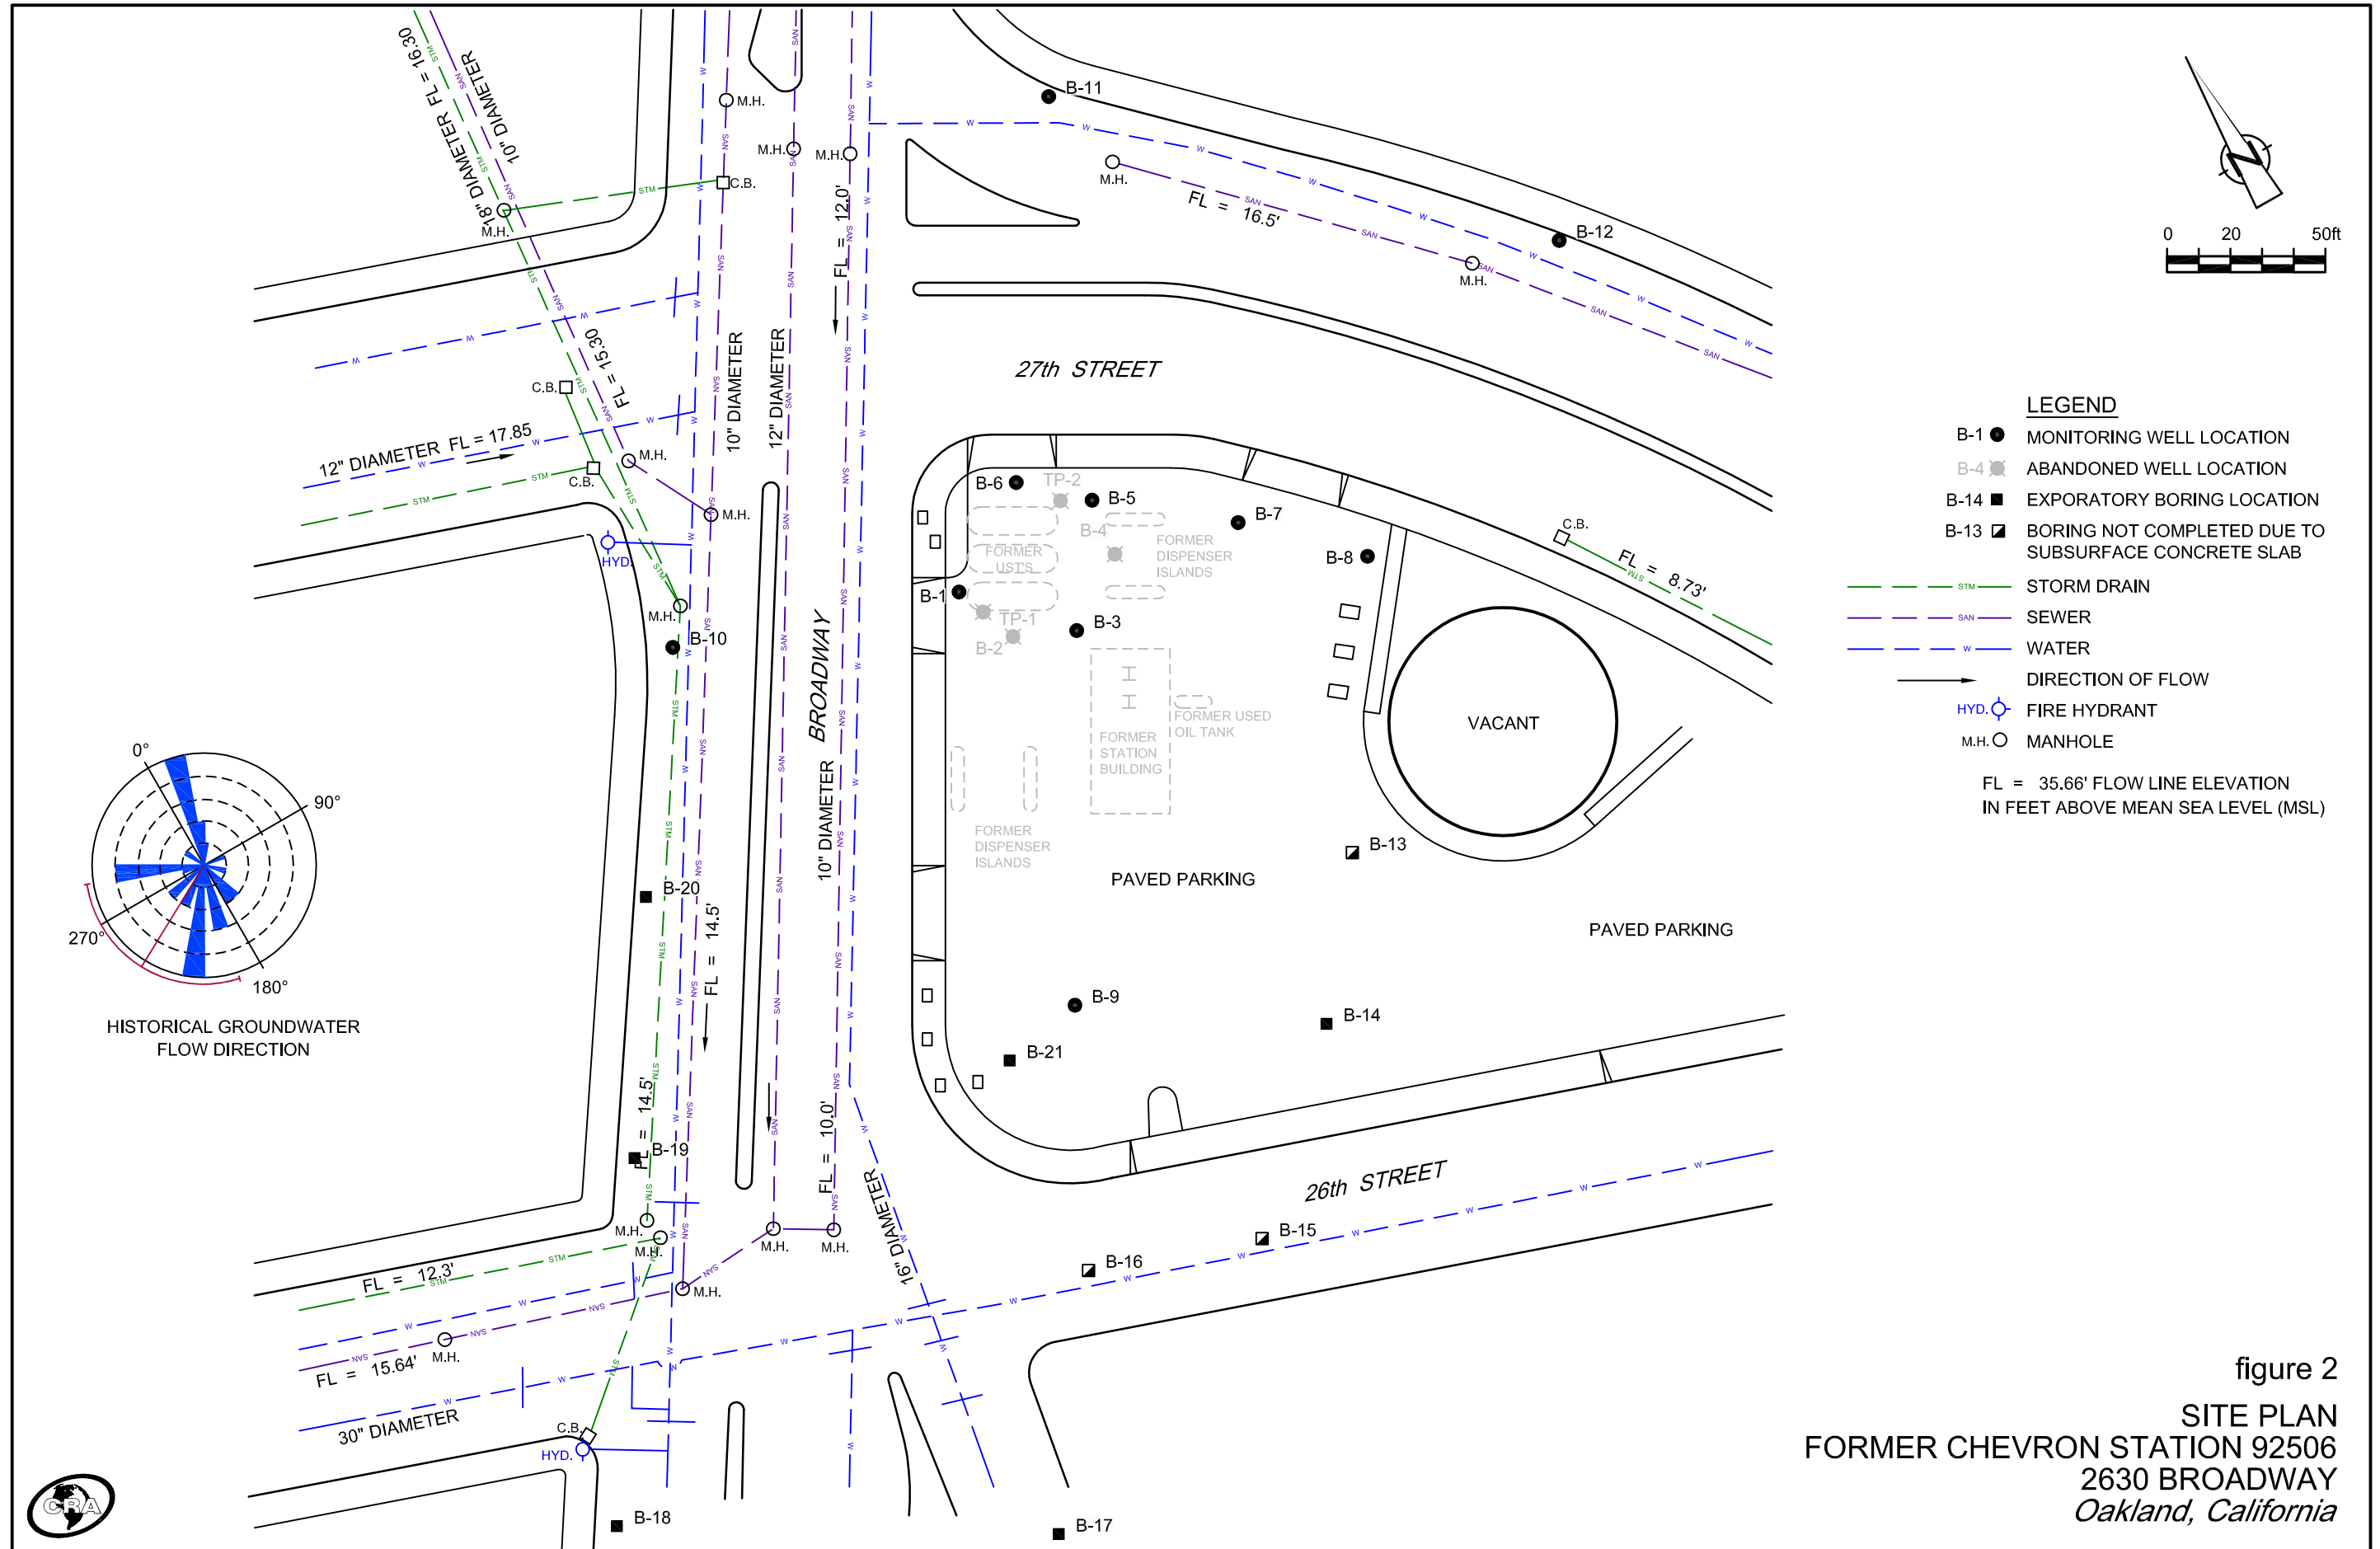 18" DIAMETER FL = 16.30
10" DIAMETER
STM
SAN
W
M.H.
C.B.
M.H.
M.H.
M.H.
M.H.
B-11
M.H.
FL = 16.5'
B-12
M.H.
FL = 12.0'
FL = 15.30
C.B.
12" DIAMETER FL = 17.85
C.B.
M.H.
M.H.
10" DIAMETER
12" DIAMETER
27th STREET
HYD.
M.H.
B-10
BROADWAY
10" DIAMETER
B-6
TP-2
B-5
B-7
B-4
B-8
C.B.
FL = 8.73'
FORMER
UST'S
FORMER
DISPENSER
ISLANDS
B-1
TP-1
B-3
B-2
FORMER USED
OIL TANK
FORMER
STATION
BUILDING
VACANT
FORMER
DISPENSER
ISLANDS
B-13
PAVED PARKING
PAVED PARKING
B-9
B-14
B-21
B-20
FL = 14.5'
FL = 14.5'
B-19
FL = 10.0'
16" DIAMETER
26th STREET
B-15
B-16
M.H.
M.H.
M.H.
M.H.
M.H.
FL = 12.3'
M.H.
FL = 15.64'
30" DIAMETER
C.B.
HYD.
B-18
B-17
0°
90°
270°
180°
HISTORICAL GROUNDWATER
FLOW DIRECTION
N
0 20 50ft
LEGEND
B-1 MONITORING WELL LOCATION
B-4 ABANDONED WELL LOCATION
B-14 EXPORATORY BORING LOCATION
B-13 BORING NOT COMPLETED DUE TO
SUBSURFACE CONCRETE SLAB
STM STORM DRAIN
SAN SEWER
W WATER
DIRECTION OF FLOW
HYD. FIRE HYDRANT
M.H. MANHOLE
FL = 35.66' FLOW LINE ELEVATION
IN FEET ABOVE MEAN SEA LEVEL (MSL)
figure 2
SITE PLAN
FORMER CHEVRON STATION 92506
2630 BROADWAY
Oakland, California
CRA